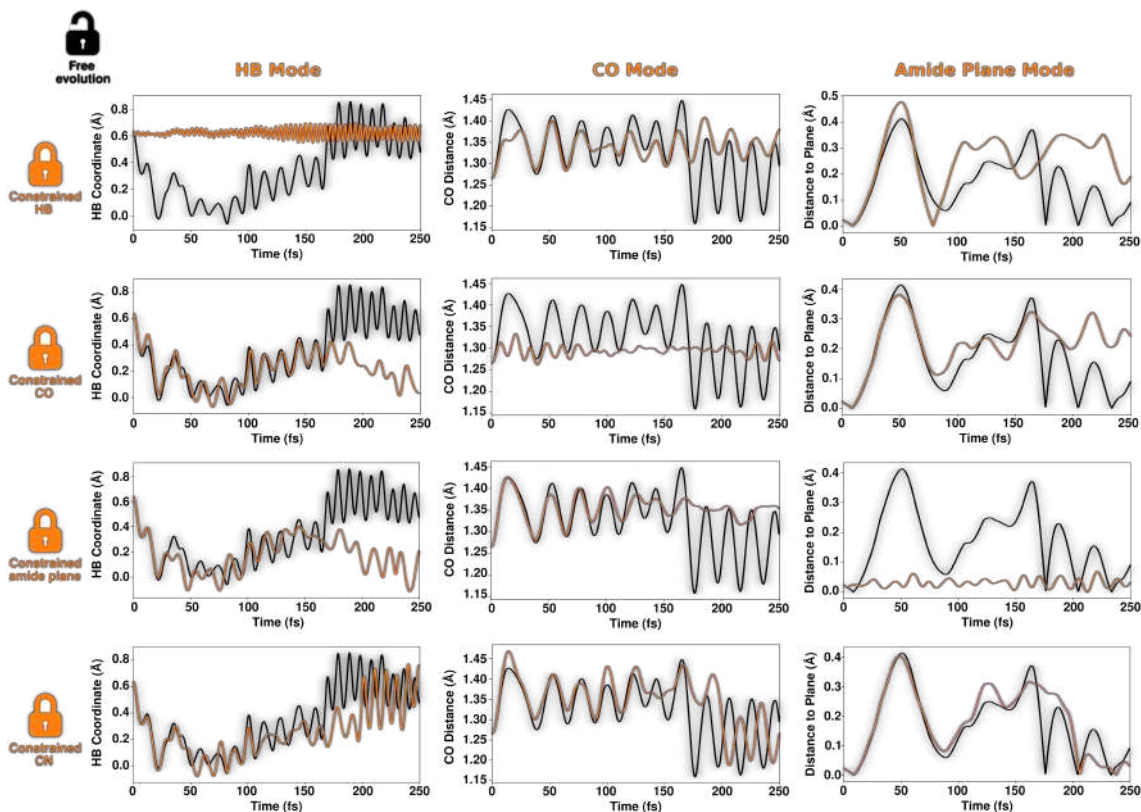 Free
evolution
HB Mode
CO Mode
Amide Plane Mode
Constrained
HB
HB Coordinate (Å)
0.8
0.6
0.4
0.2
0.0
0 50 100 150 200 250
Time (fs)
CO Distance (Å)
1.45
1.40
1.35
1.30
1.25
1.20
1.15
0 50 100 150 200 250
Time (fs)
Distance to Plane (Å)
0.5
0.4
0.3
0.2
0.1
0.0
0 50 100 150 200 250
Time (fs)
Constrained
CO
HB Coordinate (Å)
0.8
0.6
0.4
0.2
0.0
0 50 100 150 200 250
Time (fs)
CO Distance (Å)
1.45
1.40
1.35
1.30
1.25
1.20
1.15
0 50 100 150 200 250
Time (fs)
Distance to Plane (Å)
0.4
0.3
0.2
0.1
0.0
0 50 100 150 200 250
Time (fs)
Constrained
amide plane
HB Coordinate (Å)
0.8
0.6
0.4
0.2
0.0
0 50 100 150 200 250
Time (fs)
CO Distance (Å)
1.45
1.40
1.35
1.30
1.25
1.20
1.15
0 50 100 150 200 250
Time (fs)
Distance to Plane (Å)
0.4
0.3
0.2
0.1
0.0
0 50 100 150 200 250
Time (fs)
Constrained
CN
HB Coordinate (Å)
0.8
0.6
0.4
0.2
0.0
0 50 100 150 200 250
Time (fs)
CO Distance (Å)
1.45
1.40
1.35
1.30
1.25
1.20
1.15
0 50 100 150 200 250
Time (fs)
Distance to Plane (Å)
0.4
0.3
0.2
0.1
0.0
0 50 100 150 200 250
Time (fs)